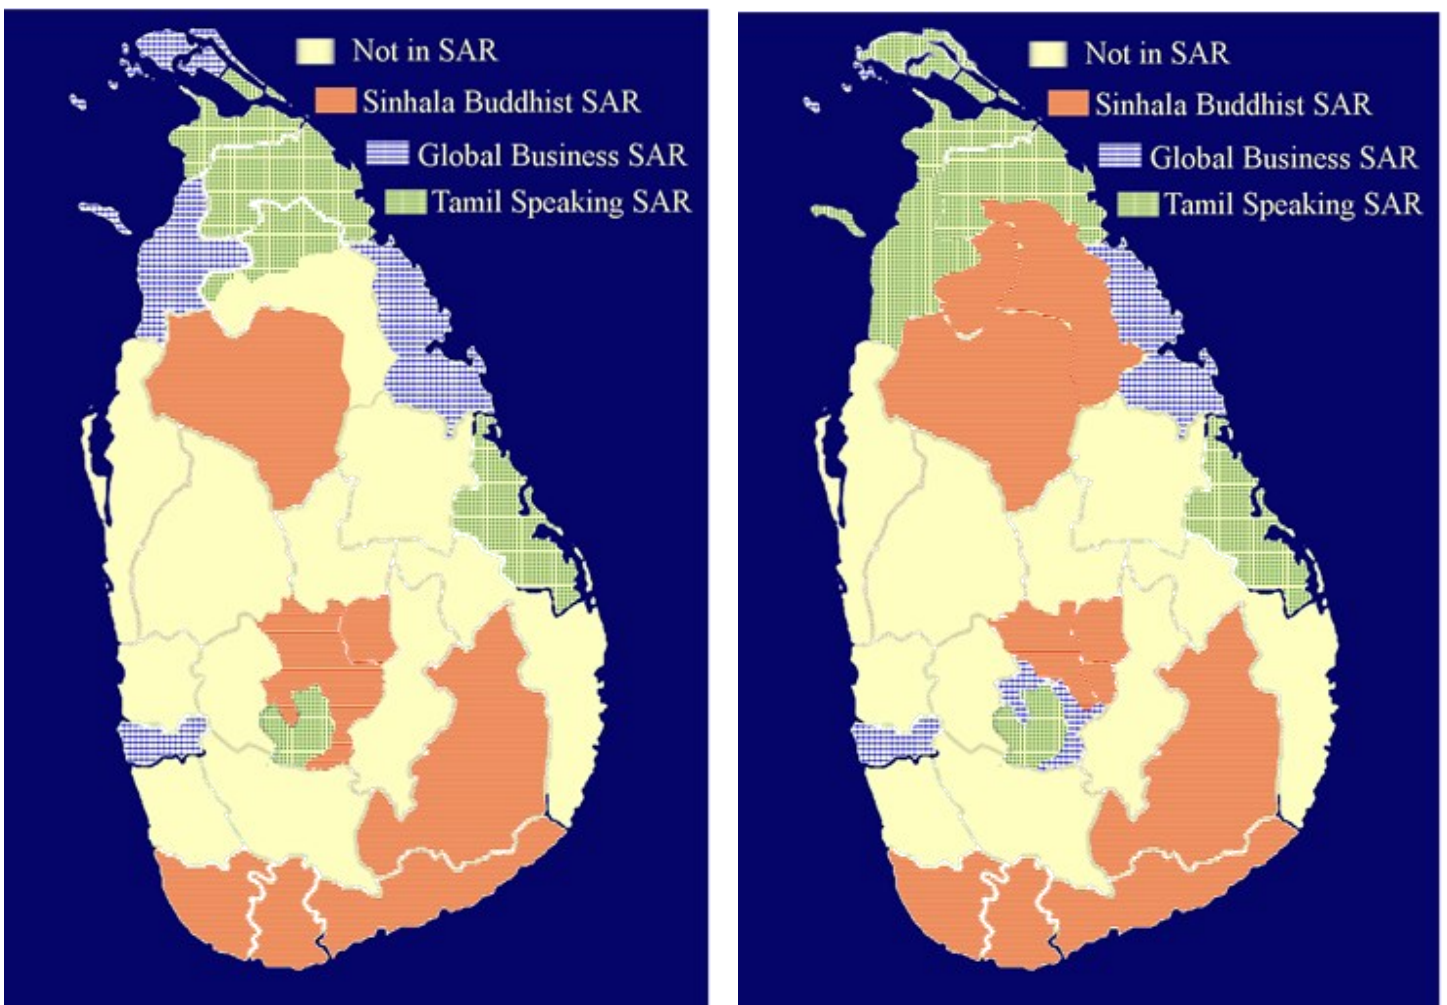 Not in SAR
Sinhala Buddhist SAR
Global Business SAR
Tamil Speaking SAR
Not in SAR
Sinhala Buddhist SAR
Global Business SAR
Tamil Speaking SAR